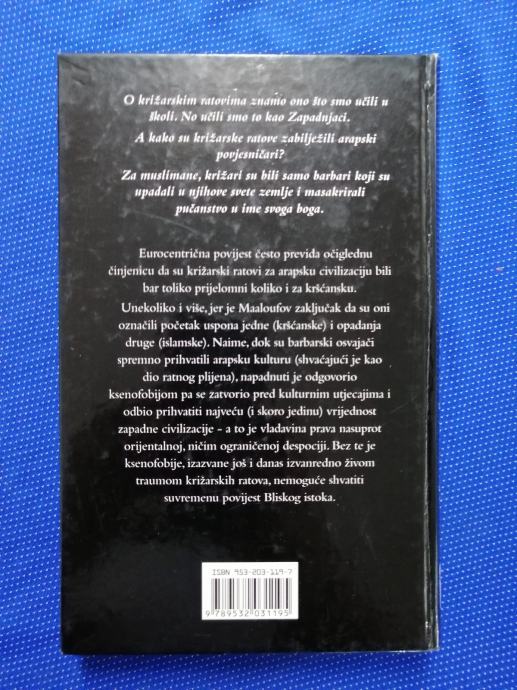 O križarskim ratovima znamo ono što smo učili u
školi. No učili smo to kao Zapadnjaci.
A kako su križarske ratove zabilježili arapski
povjesničari?
Za muslimane, križari su bili samo barbari koji su
upadali u njihove svete zemlje i masakrirali
pučanstvo u ime svoga boga.
Eurocentrična povijest često previđa očiglednu
činjenicu da su križarski ratovi za arapsku civilizaciju bili
bar toliko prijelomni koliko i za kršćansku.
Unekoliko i više, jer je Maaloufov zaključak da su oni
označili početak uspona jedne (kršćanske) i opadanja
druge (islamske). Naime, dok su barbarski osvajači
spremno prihvatili arapsku kulturu (shvaćajući je kao
dio ratnog plijena), napadnuti je odgovorio
ksenofobijom pa se zatvorio pred kulturnim utjecajima i
odbio prihvatiti najveću (i skoro jedinu) vrijednost
zapadne civilizacije - a to je vladavina prava nasuprot
orijentalnoj, ničim ograničenoj despociji. Bez te je
ksenofobije, izazvane još i danas izvanredno živom
traumom križarskih ratova, nemoguće shvatiti
suvremenu povijest Bliskog istoka.
ISBN 953-203-119-7
9 789532 031195